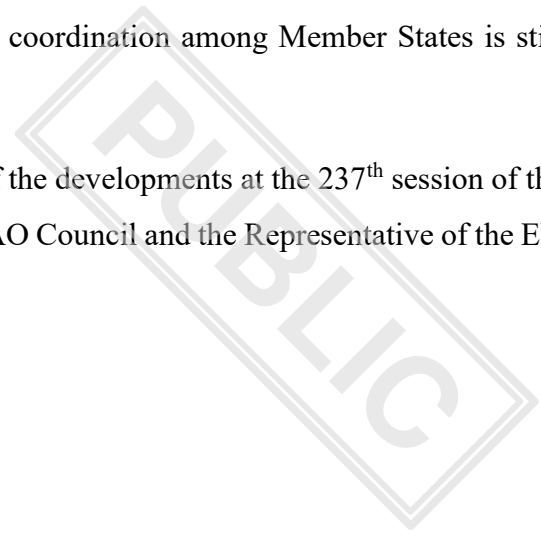 coordination among Member States is sti
f the developments at the 237th session of th
AO Council and the Representative of the E
PUBLIC